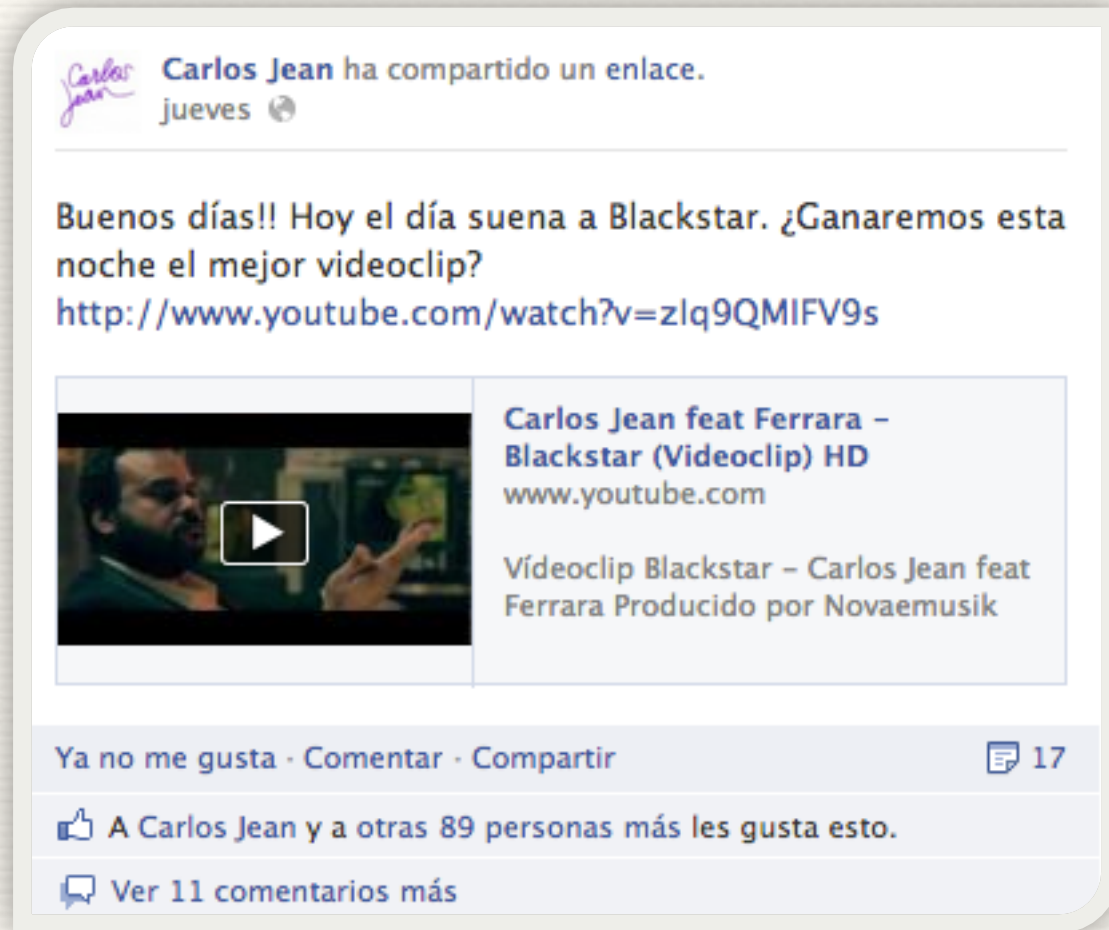 Carlos Jean
Carlos Jean ha compartido un enlace.
jueves
Buenos días!! Hoy el día suena a Blackstar. ¿Ganaremos esta
noche el mejor videoclip?
http://www.youtube.com/watch?v=zIq9QMIFV9s
Carlos Jean feat Ferrara –
Blackstar (Videoclip) HD
www.youtube.com
Vídeoclip Blackstar – Carlos Jean feat
Ferrara Producido por Novaemusik
Ya no me gusta · Comentar · Compartir 17
A Carlos Jean y a otras 89 personas más les gusta esto.
Ver 11 comentarios más